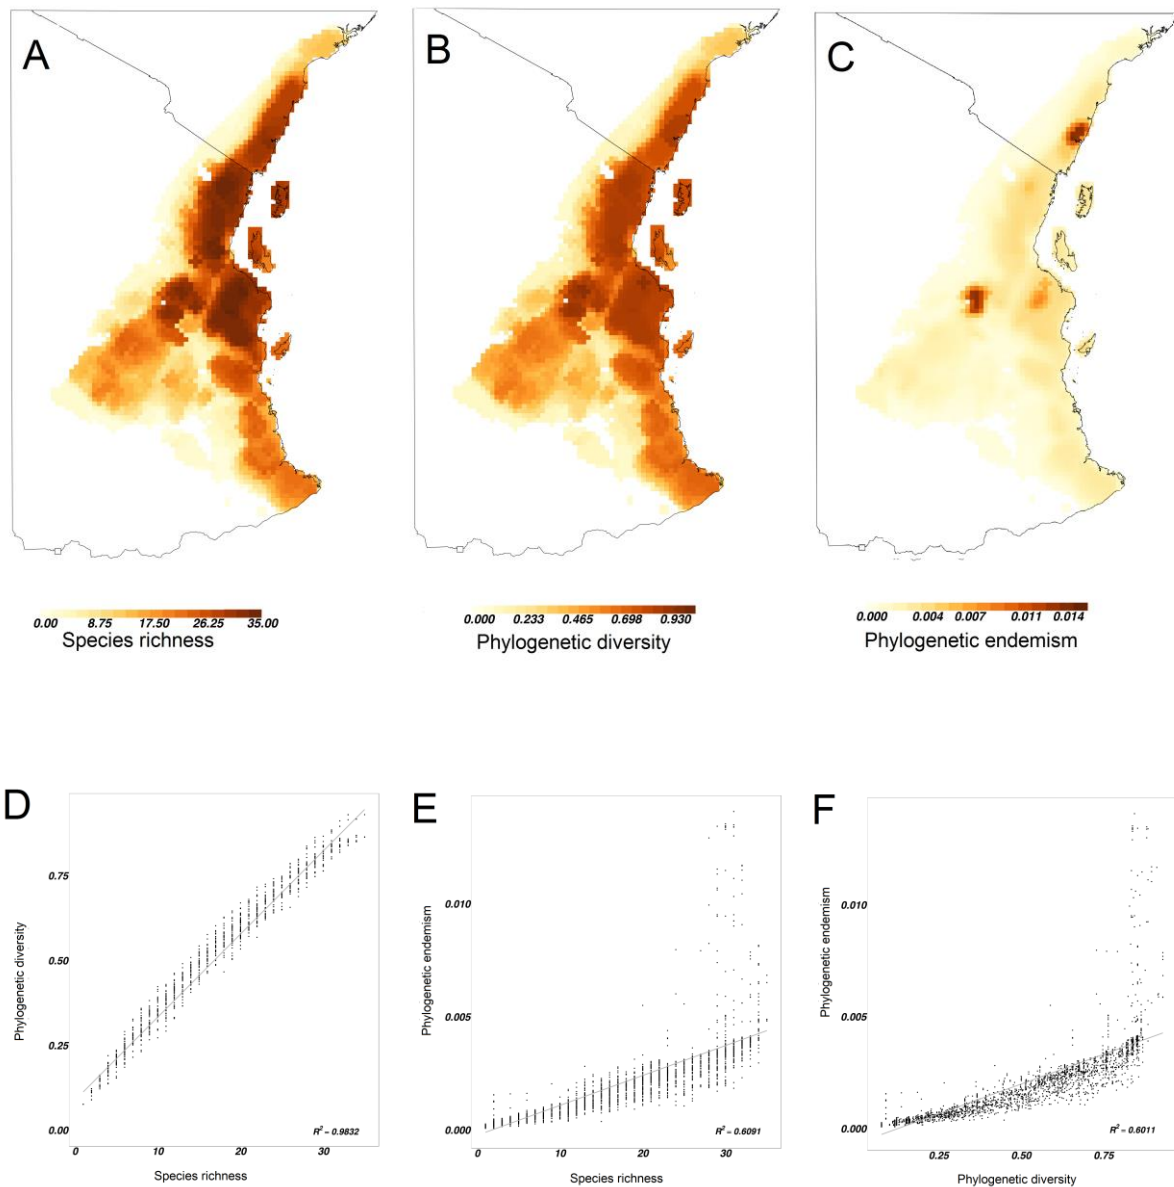 A
B
C
0.00 8.75 17.50 26.25 35.00
Species richness
0.000 0.233 0.465 0.698 0.930
Phylogenetic diversity
0.000 0.004 0.007 0.011 0.014
Phylogenetic endemism
D
Phylogenetic diversity
0.75
0.50
0.25
0.00
R² = 0.9832
0 10 20 30
Species richness
E
Phylogenetic endemism
0.010
0.005
0.000
R² = 0.6091
0 10 20 30
Species richness
F
Phylogenetic endemism
0.010
0.005
0.000
R² = 0.6011
0.25 0.50 0.75
Phylogenetic diversity